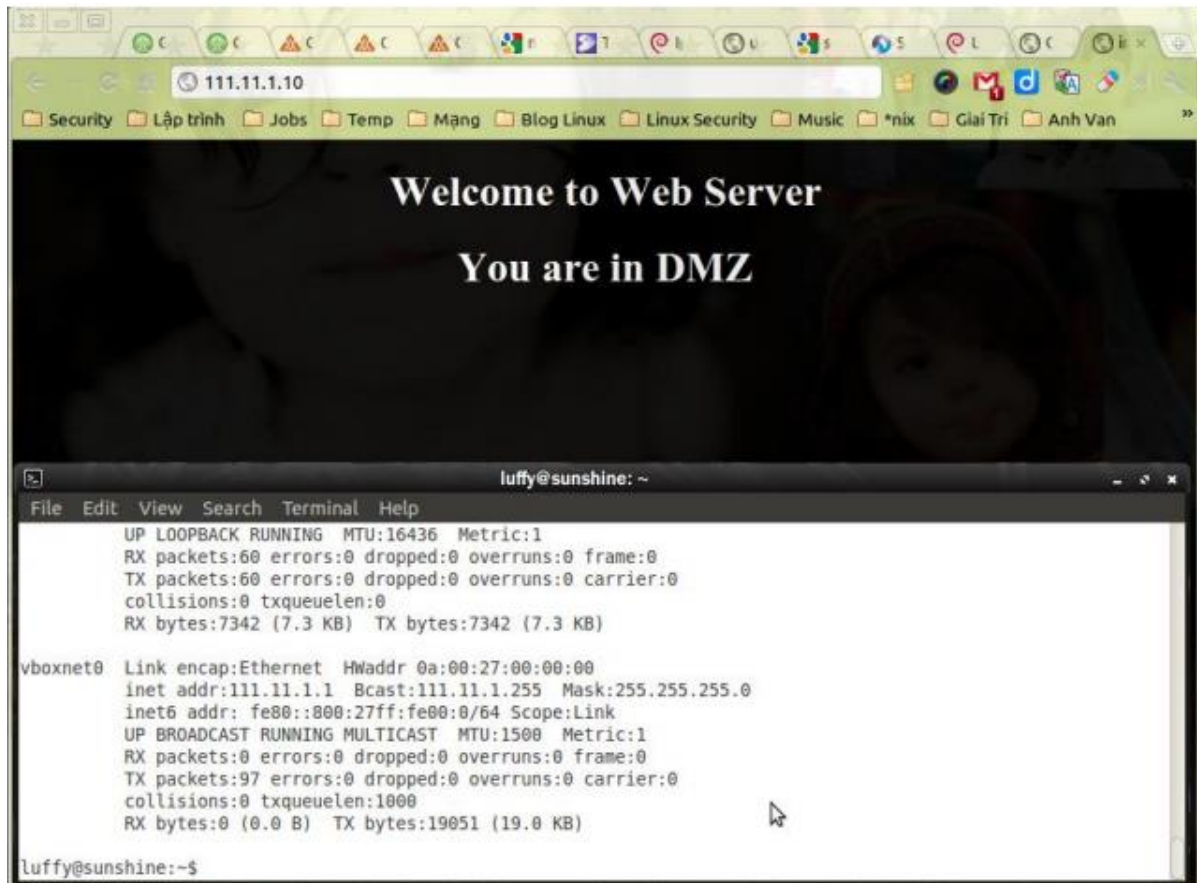 111.11.1.10
Security Lập trình Jobs Temp Mạng Blog Linux Linux Security Music *nix Giai Tri Anh Van »
Welcome to Web Server
You are in DMZ
luffy@sunshine: ~
File Edit View Search Terminal Help
UP LOOPBACK RUNNING MTU:16436 Metric:1
RX packets:60 errors:0 dropped:0 overruns:0 frame:0
TX packets:60 errors:0 dropped:0 overruns:0 carrier:0
collisions:0 txqueuelen:0
RX bytes:7342 (7.3 KB) TX bytes:7342 (7.3 KB)
vboxnet0 Link encap:Ethernet HWaddr 0a:00:27:00:00:00
inet addr:111.11.1.1 Bcast:111.11.1.255 Mask:255.255.255.0
inet6 addr: fe80::800:27ff:fe00:0/64 Scope:Link
UP BROADCAST RUNNING MULTICAST MTU:1500 Metric:1
RX packets:0 errors:0 dropped:0 overruns:0 frame:0
TX packets:97 errors:0 dropped:0 overruns:0 carrier:0
collisions:0 txqueuelen:1000
RX bytes:0 (0.0 B) TX bytes:19051 (19.0 KB)
luffy@sunshine:~$